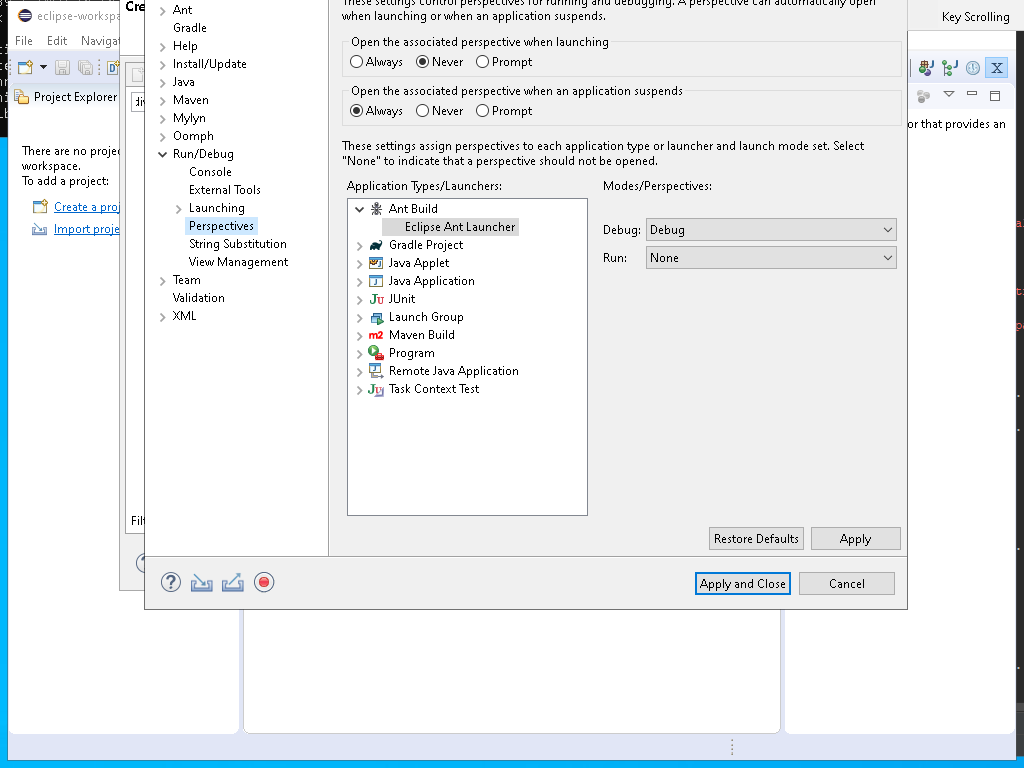 Cre
eclipse-workspa
Key Scrolling
File Edit Navigat
Project Explorer
There are no proje
workspace.
To add a project:
Create a proj
Import proje
or that provides an
Ant
Gradle
Help
Install/Update
Java
Maven
Mylyn
Oomph
Run/Debug
Console
External Tools
Launching
Perspectives
String Substitution
View Management
Team
Validation
XML
These settings control perspectives for running and debugging. A perspective can automatically open
when launching or when an application suspends.
Open the associated perspective when launching
Always Never Prompt
Open the associated perspective when an application suspends
Always Never Prompt
These settings assign perspectives to each application type or launcher and launch mode set. Select
"None" to indicate that a perspective should not be opened.
Application Types/Launchers:
Ant Build
Eclipse Ant Launcher
Gradle Project
Java Applet
Java Application
JUnit
Launch Group
Maven Build
Program
Remote Java Application
Task Context Test
Modes/Perspectives:
Debug: Debug
Run: None
Filt
Restore Defaults Apply
Apply and Close Cancel